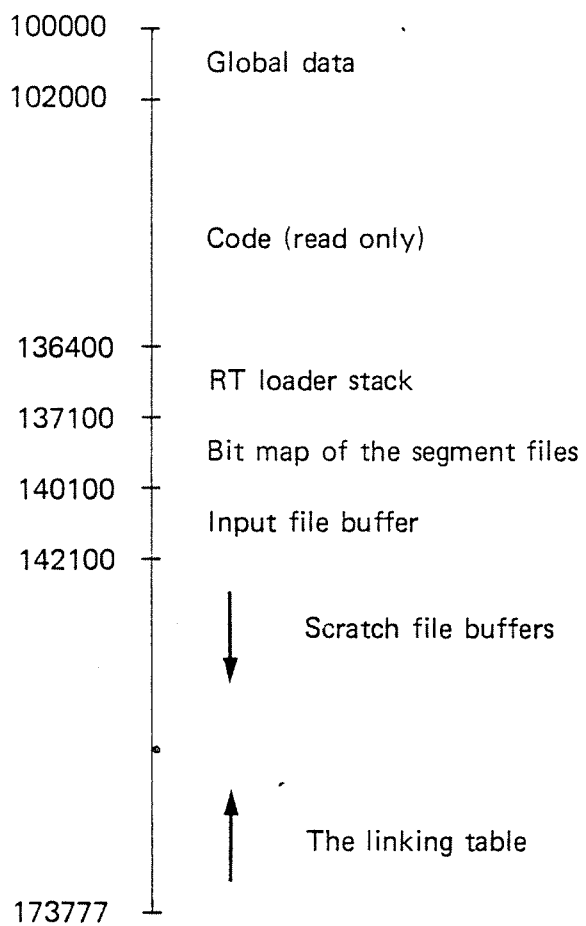 100000
Global data
102000
Code (read only)
136400
RT loader stack
137100
Bit map of the segment files
140100
Input file buffer
142100
Scratch file buffers
The linking table
173777